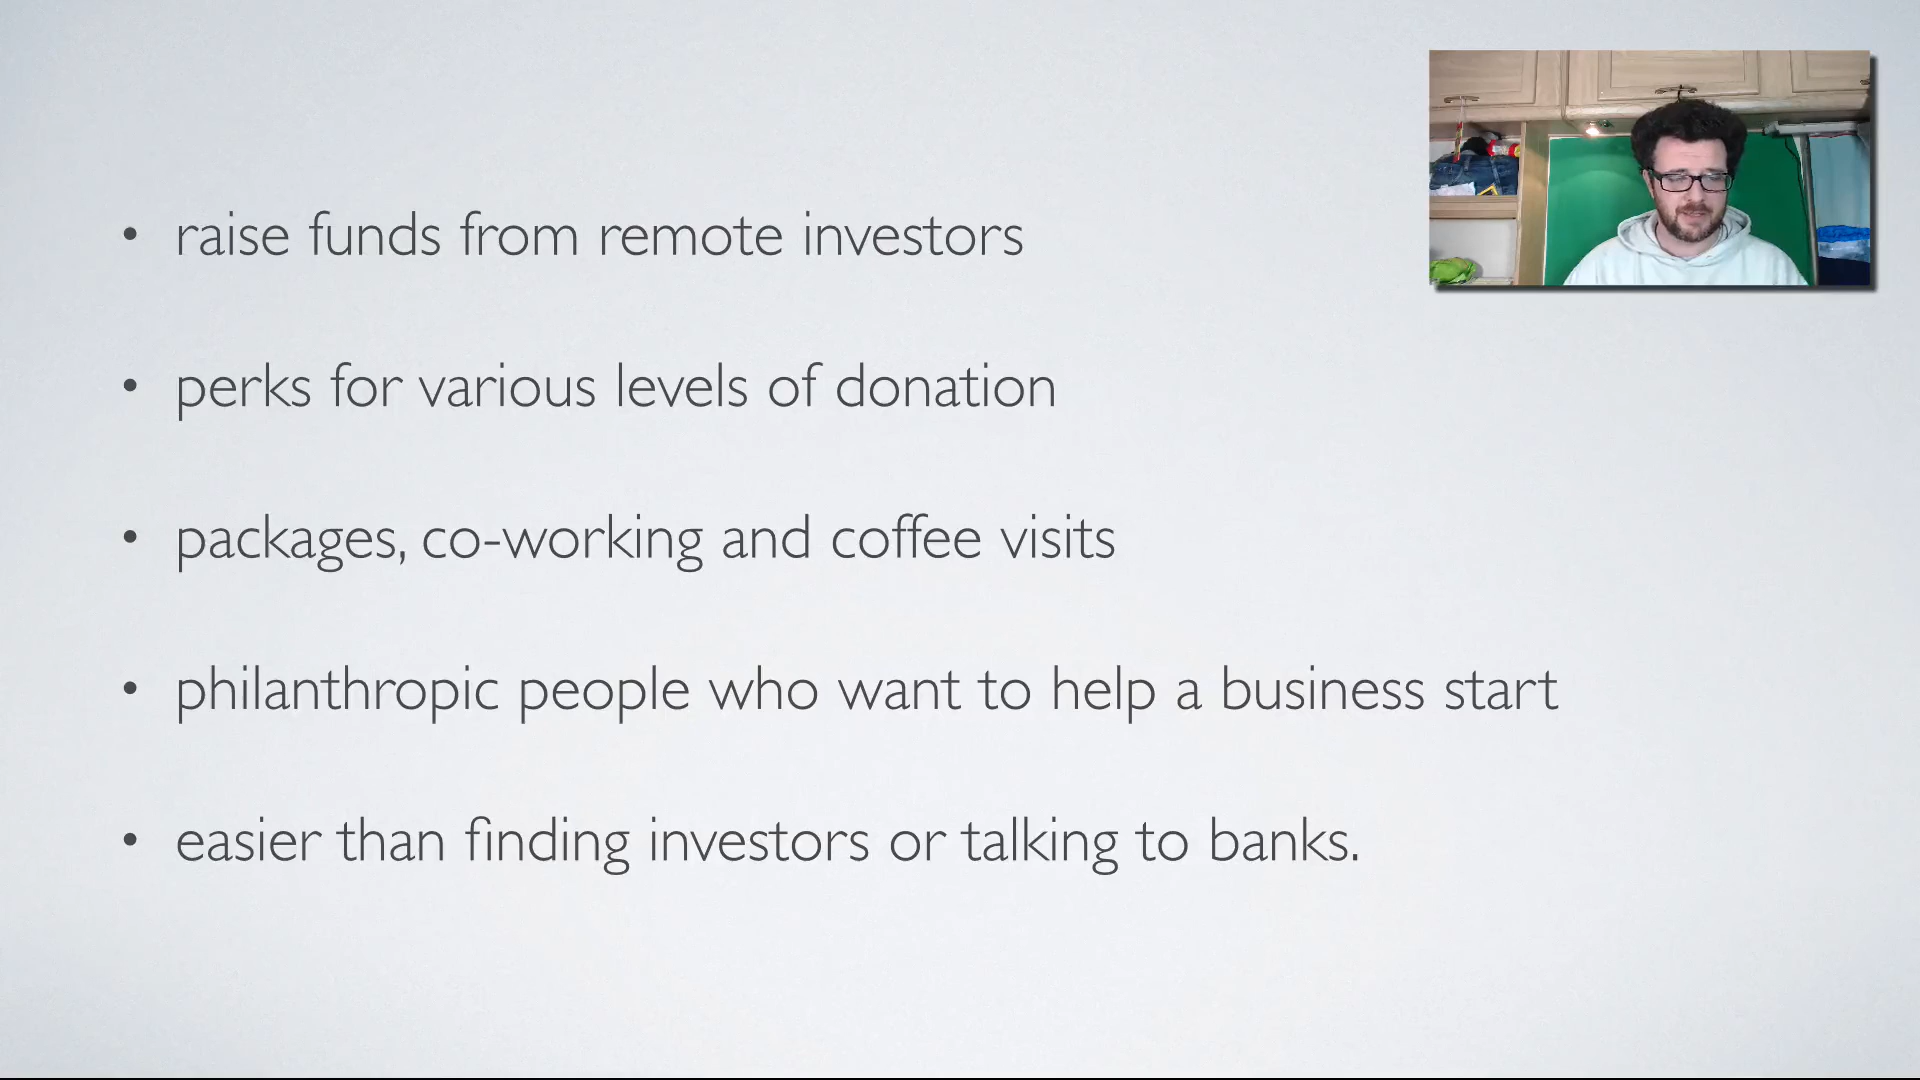 • raise funds from remote investors
• perks for various levels of donation
• packages, co-working and coffee visits
• philanthropic people who want to help a business start
• easier than finding investors or talking to banks.